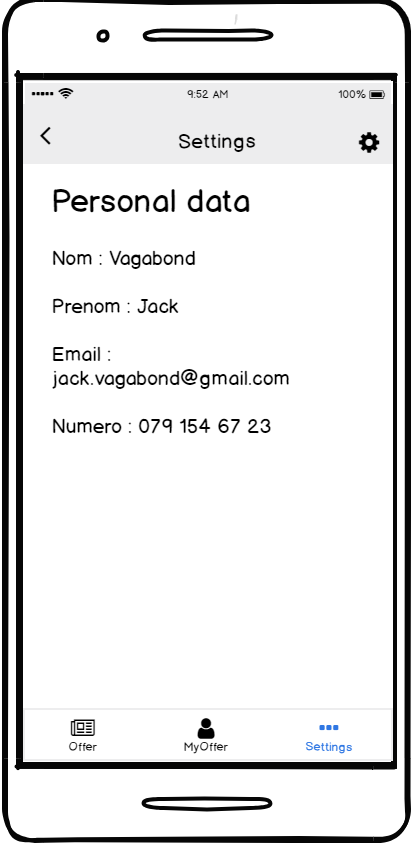 9:52 AM
100%
Settings
Personal data
Nom : Vagabond
Prenom : Jack
Email :
jack.vagabond@gmail.com
Numero : 079 154 67 23
Offer
MyOffer
Settings